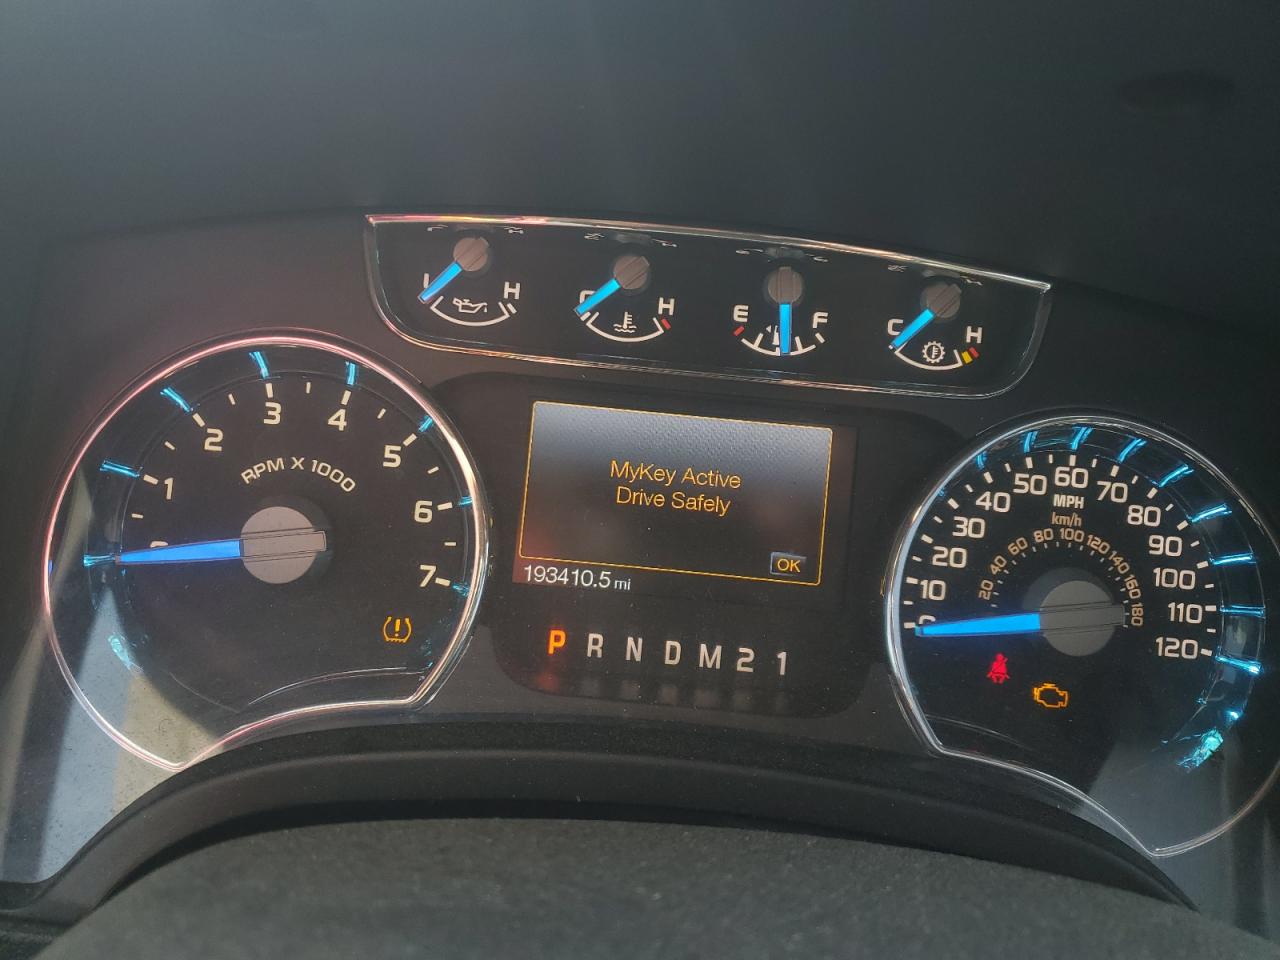 H
H
E F
C H
1 2 3 4 5 6 7
RPM X 1000
MyKey Active
Drive Safely
OK
193410.5 mi
P R N D M 2 1
10 20 30 40 50 60 70 80 90 100 110 120
MPH
km/h
20 40 60 80 100 120 140 160 180